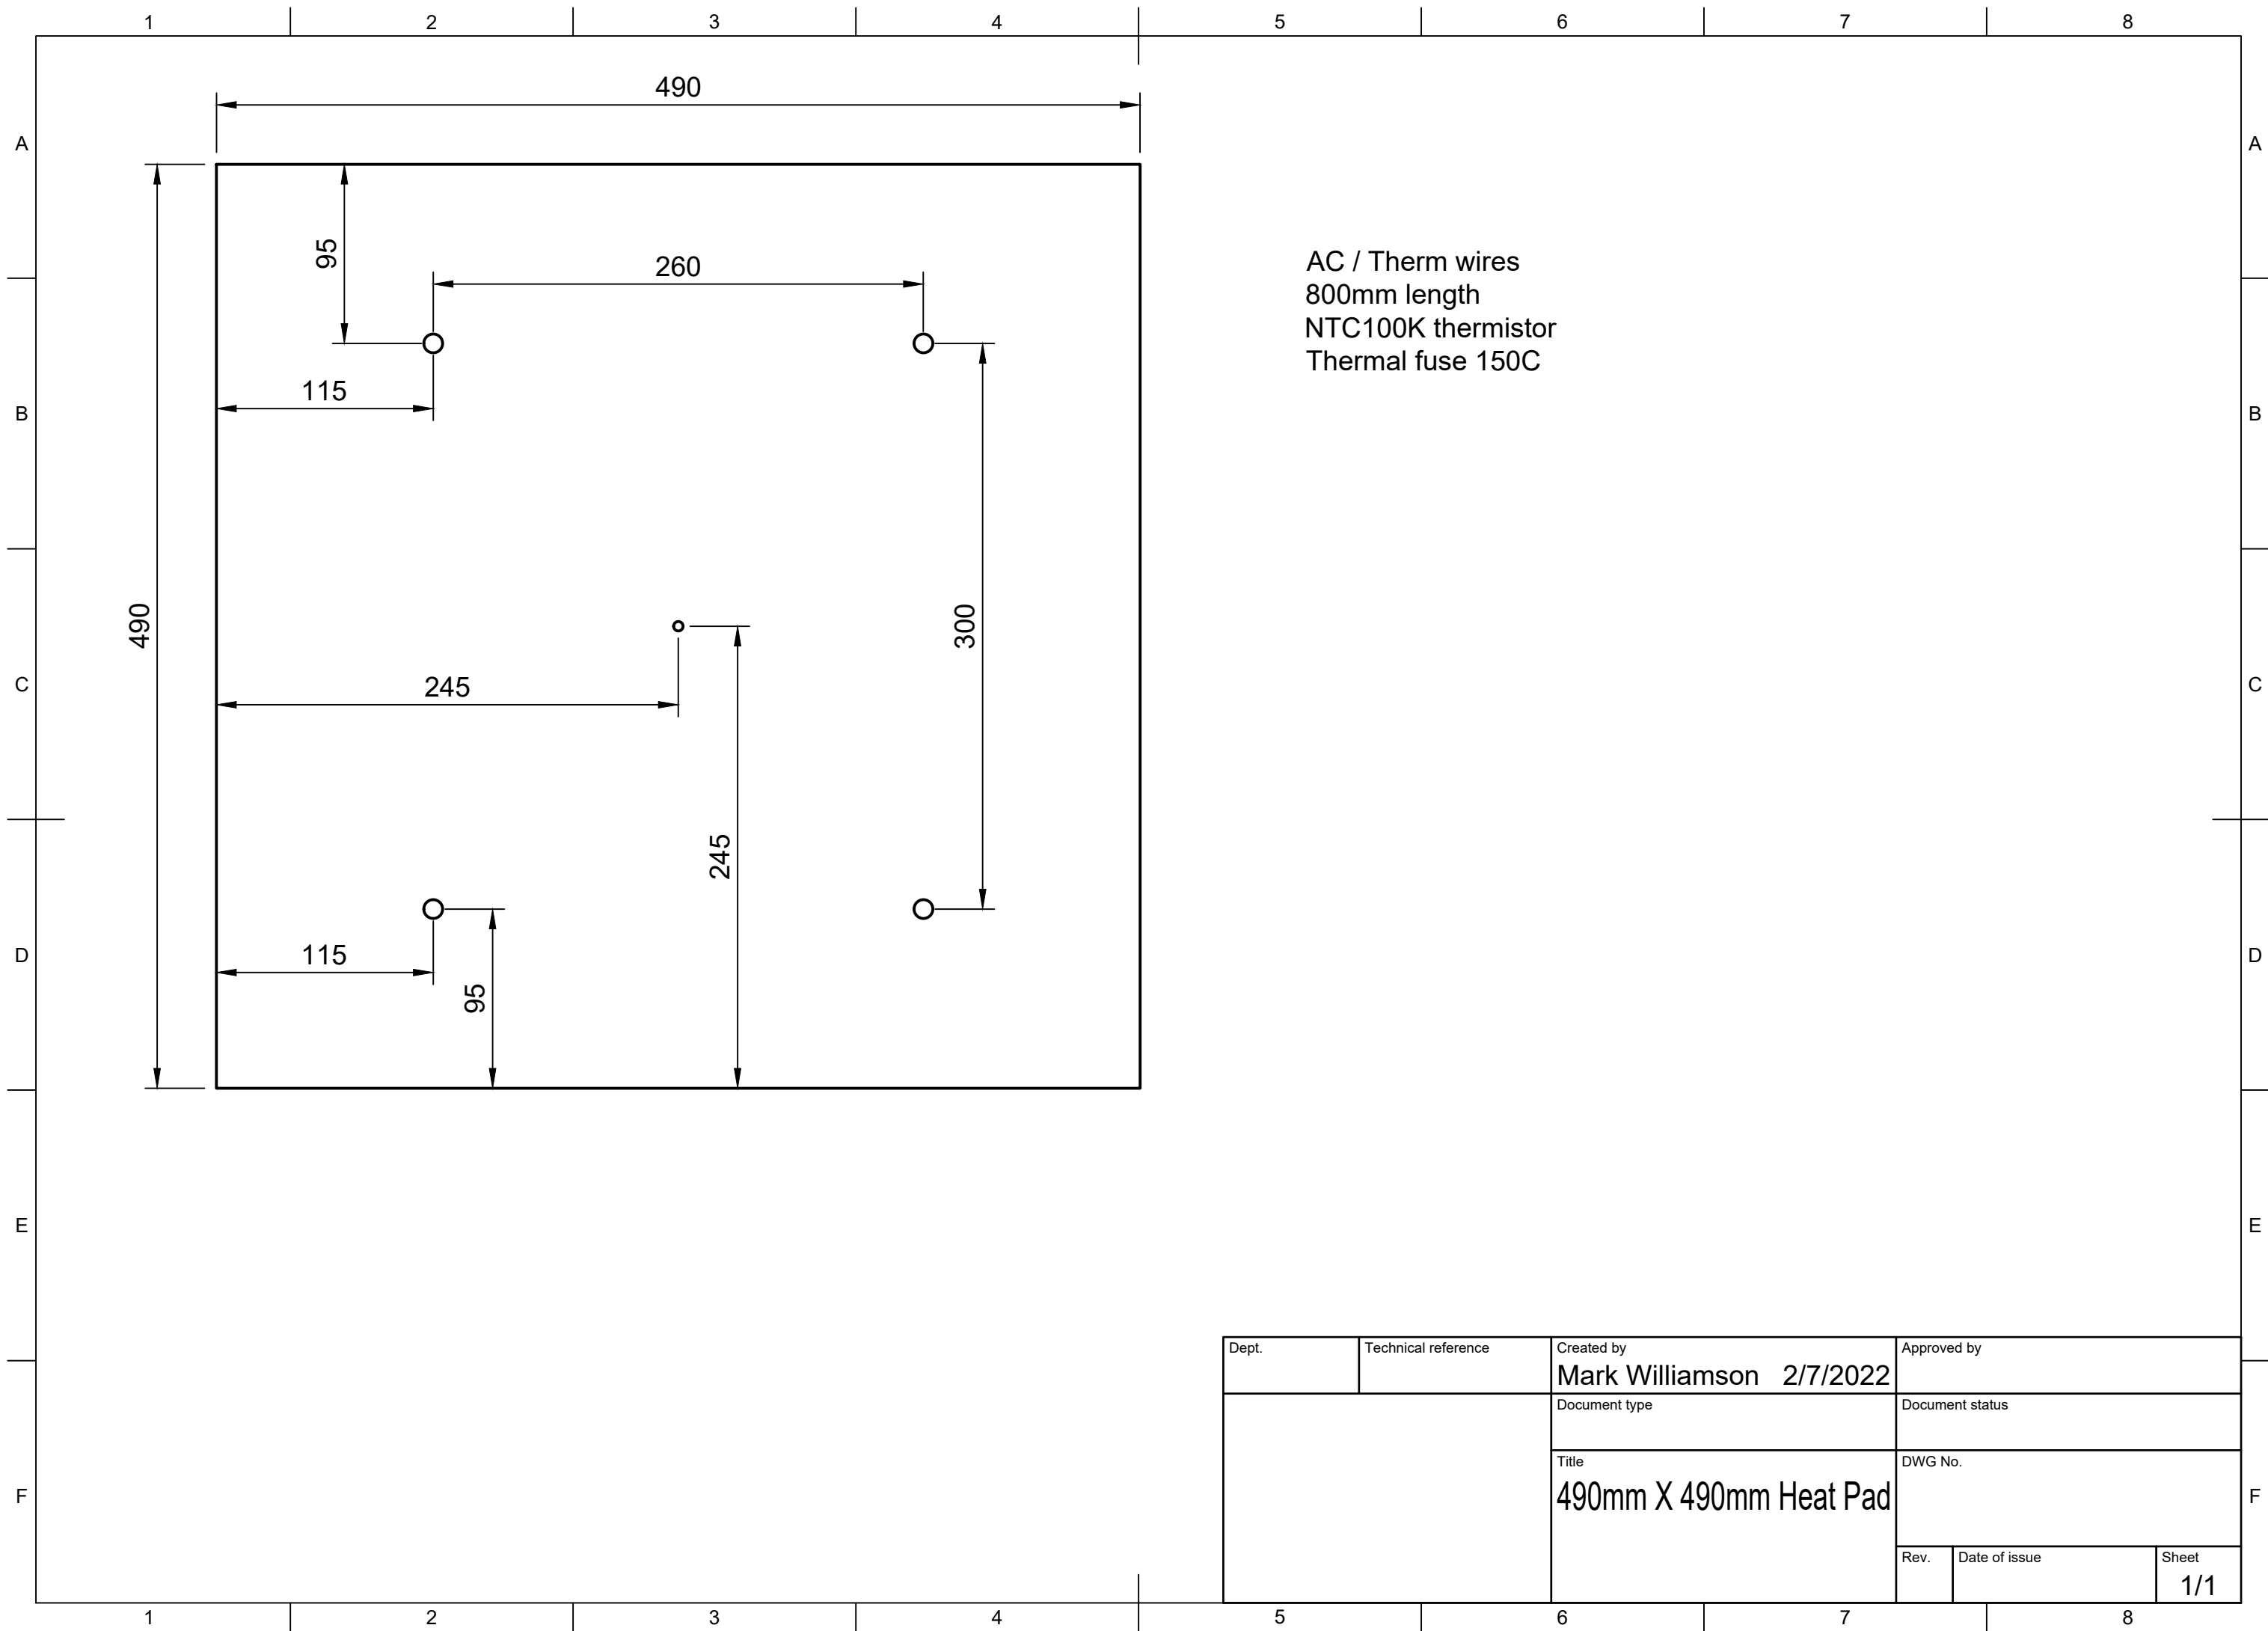 1 2 3 4 5 6 7 8
490
A A
95
260
AC / Therm wires
800mm length
NTC100K thermistor
Thermal fuse 150C
115
B B
490
300
245
C C
245
115
D D
95
E E
Dept. Technical reference Created by Approved by
Mark Williamson 2/7/2022
Document type Document status
Title DWG No.
490mm X 490mm Heat Pad
F F
Rev. Date of issue Sheet
1/1
1 2 3 4 5 6 7 8